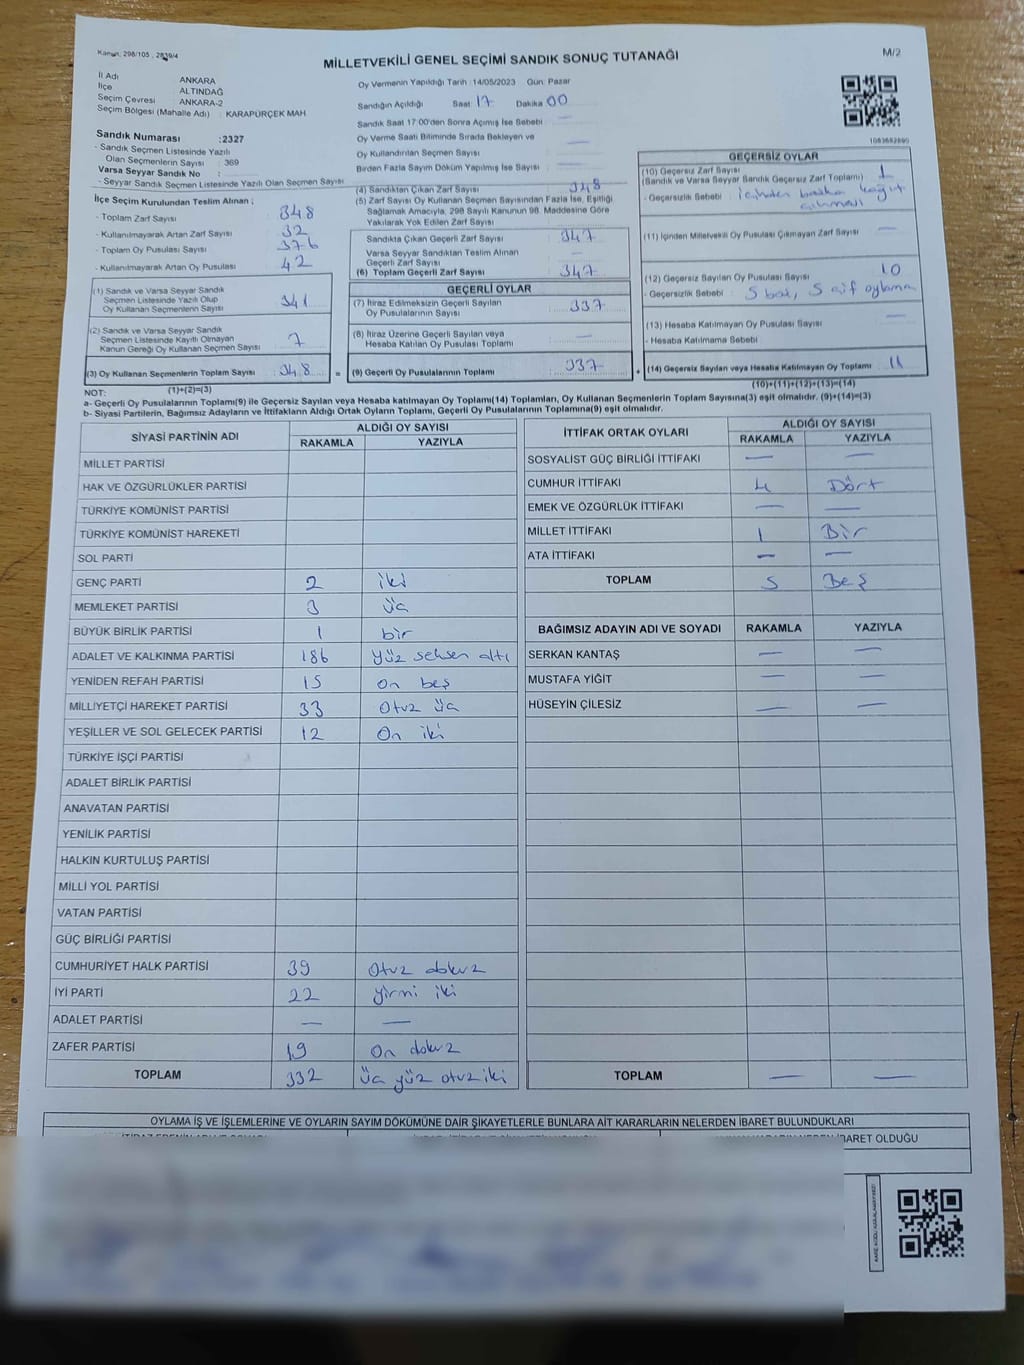 Kanun, 298/105 , 2839/4
MİLLETVEKİLİ GENEL SEÇİMİ SANDIK SONUÇ TUTANAĞI
M/2
İl Adı ANKARA
İlçe ALTINDAĞ
Seçim Çevresi ANKARA-2
Seçim Bölgesi (Mahalle Adı) : KARAPÜRÇEK MAH
Sandık Numarası :2327
- Sandık Seçmen Listesinde Yazılı
Olan Seçmenlerin Sayısı : 369
Varsa Seyyar Sandık No :
- Seyyar Sandık Seçmen Listesinde Yazılı Olan Seçmen Sayısı
İlçe Seçim Kurulundan Teslim Alınan ;
- Toplam Zarf Sayısı 348
- Kullanılmayarak Artan Zarf Sayısı 32
- Toplam Oy Pusulası Sayısı 376
- Kullanılmayarak Artan Oy Pusulası 42
(1) Sandık ve Varsa Seyyar Sandık
Seçmen Listesinde Yazılı Olup
Oy Kullanan Seçmenlerin Sayısı 341
(2) Sandık ve Varsa Seyyar Sandık
Seçmen Listesinde Kayıtlı Olmayan
Kanun Gereği Oy Kullanan Seçmen Sayısı 7
(3) Oy Kullanan Seçmenlerin Toplam Sayısı 348 =
Oy Vermenin Yapıldığı Tarih : 14/05/2023 Gün: Pazar
Sandığın Açıldığı Saat 17 Dakika 00
Sandık Saat 17:00'den Sonra Açılmış İse Sebebi : —
Oy Verme Saati Bitiminde Sırada Bekleyen ve
Oy Kullandırılan Seçmen Sayısı : —
Birden Fazla Sayım Döküm Yapılmış İse Sayısı : —
(4) Sandıktan Çıkan Zarf Sayısı 348
(5) Zarf Sayısı Oy Kullanan Seçmen Sayısından Fazla İse, Eşitliği
Sağlamak Amacıyla, 298 Sayılı Kanunun 98. Maddesine Göre
Yakılarak Yok Edilen Zarf Sayısı
Sandıkta Çıkan Geçerli Zarf Sayısı 347
Varsa Seyyar Sandıktan Teslim Alınan
Geçerli Zarf Sayısı —
(6) Toplam Geçerli Zarf Sayısı 347
GEÇERLİ OYLAR
(7) İtiraz Edilmeksizin Geçerli Sayılan
Oy Pusulalarının Sayısı : 337
(8) İtiraz Üzerine Geçerli Sayılan veya
Hesaba Katılan Oy Pusulası Toplamı : —
(9) Geçerli Oy Pusulalarının Toplamı 337 +
1083682890
GEÇERSİZ OYLAR
(10) Geçersiz Zarf Sayısı 1
(Sandık ve Varsa Seyyar Sandık Geçersiz Zarf Toplamı)
- Geçersizlik Sebebi : içinden başka kağıt
çıkması
(11) İçinden Milletvekili Oy Pusulası Çıkmayan Zarf Sayısı —
(12) Geçersiz Sayılan Oy Pusulası Sayısı 10
- Geçersizlik Sebebi : 5 boş, 5 çift oylama
(13) Hesaba Katılmayan Oy Pusulası Sayısı —
- Hesaba Katılmama Sebebi
(14) Geçersiz Sayılan veya Hesaba Katılmayan Oy Toplamı 11
NOT: (1)+(2)=(3) (10)+(11)+(12)+(13)=(14)
a- Geçerli Oy Pusulalarının Toplamı(9) ile Geçersiz Sayılan veya Hesaba katılmayan Oy Toplamı(14) Toplamları, Oy Kullanan Seçmenlerin Toplam Sayısına(3) eşit olmalıdır. (9)+(14)=(3)
b- Siyasi Partilerin, Bağımsız Adayların ve İttifakların Aldığı Ortak Oyların Toplamı, Geçerli Oy Pusulalarının Toplamına(9) eşit olmalıdır.
SİYASİ PARTİNİN ADI ALDIĞI OY SAYISI
RAKAMLA YAZIYLA
MİLLET PARTİSİ
HAK VE ÖZGÜRLÜKLER PARTİSİ
TÜRKİYE KOMÜNİST PARTİSİ
TÜRKİYE KOMÜNİST HAREKETİ
SOL PARTİ
GENÇ PARTİ 2 iki
MEMLEKET PARTİSİ 3 üç
BÜYÜK BİRLİK PARTİSİ 1 bir
ADALET VE KALKINMA PARTİSİ 186 yüz seksen altı
YENİDEN REFAH PARTİSİ 15 on beş
MİLLİYETÇİ HAREKET PARTİSİ 33 otuz üç
YEŞİLLER VE SOL GELECEK PARTİSİ 12 On iki
TÜRKİYE İŞÇİ PARTİSİ
ADALET BİRLİK PARTİSİ
ANAVATAN PARTİSİ
YENİLİK PARTİSİ
HALKIN KURTULUŞ PARTİSİ
MİLLİ YOL PARTİSİ
VATAN PARTİSİ
GÜÇ BİRLİĞİ PARTİSİ
CUMHURİYET HALK PARTİSİ 39 otuz dokuz
İYİ PARTİ 22 yirmi iki
ADALET PARTİSİ — —
ZAFER PARTİSİ 19 On dokuz
TOPLAM 332 üç yüz otuz iki
İTTİFAK ORTAK OYLARI ALDIĞI OY SAYISI
RAKAMLA YAZIYLA
SOSYALİST GÜÇ BİRLİĞİ İTTİFAKI — —
CUMHUR İTTİFAKI 4 Dört
EMEK VE ÖZGÜRLÜK İTTİFAKI — —
MİLLET İTTİFAKI 1 Bir
ATA İTTİFAKI — —
TOPLAM 5 Beş
BAĞIMSIZ ADAYIN ADI VE SOYADI RAKAMLA YAZIYLA
SERKAN KANTAŞ — —
MUSTAFA YİĞİT — —
HÜSEYİN ÇİLESİZ — —
TOPLAM — —
OYLAMA İŞ VE İŞLEMLERİNE VE OYLARIN SAYIM DÖKÜMÜNE DAİR ŞİKAYETLERLE BUNLARA AİT KARARLARIN NELERDEN İBARET BULUNDUKLARI
İBARET OLDUĞU